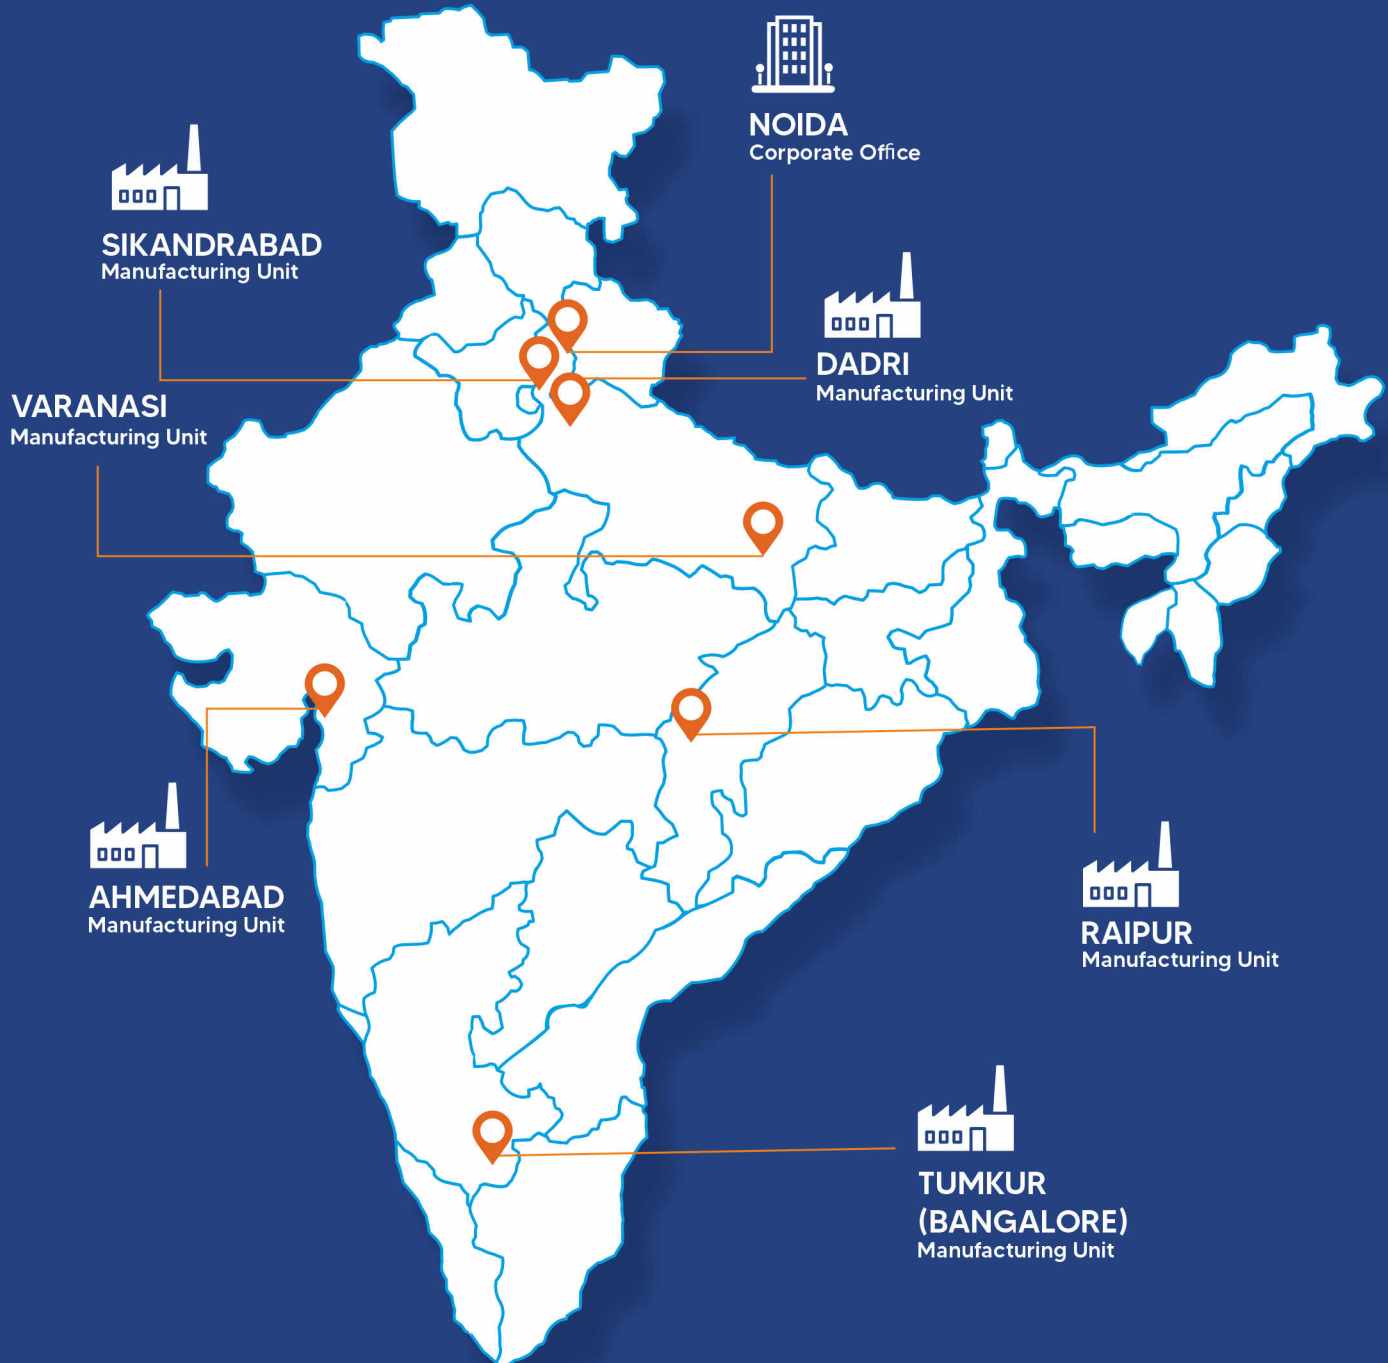 NOIDA
Corporate Office
SIKANDRABAD
Manufacturing Unit
DADRI
Manufacturing Unit
VARANASI
Manufacturing Unit
AHMEDABAD
Manufacturing Unit
RAIPUR
Manufacturing Unit
TUMKUR
(BANGALORE)
Manufacturing Unit